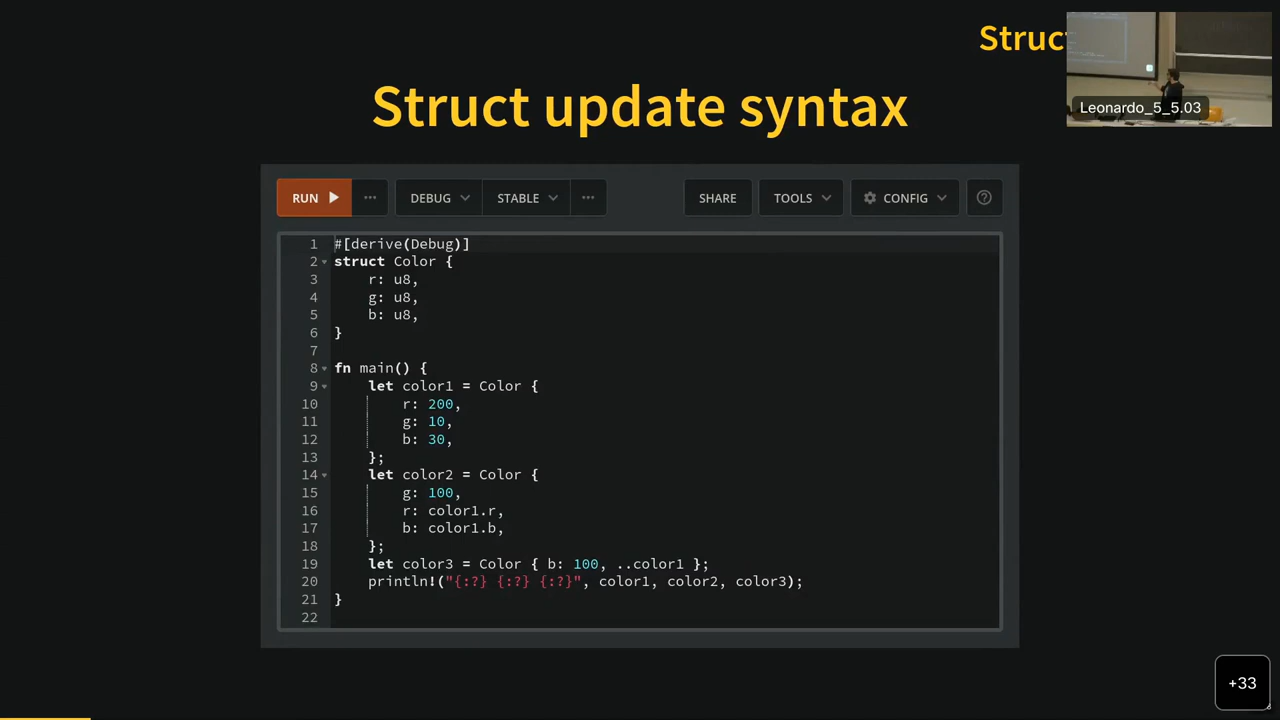 Struc
Leonardo_5_5.03
Struct update syntax
RUN ▶ ··· DEBUG STABLE ··· SHARE TOOLS CONFIG ?
1 #[derive(Debug)]
2 struct Color {
3     r: u8,
4     g: u8,
5     b: u8,
6 }
7
8 fn main() {
9     let color1 = Color {
10         r: 200,
11         g: 10,
12         b: 30,
13     };
14     let color2 = Color {
15         g: 100,
16         r: color1.r,
17         b: color1.b,
18     };
19     let color3 = Color { b: 100, ..color1 };
20     println!("{:?} {:?} {:?}", color1, color2, color3);
21 }
22
+33